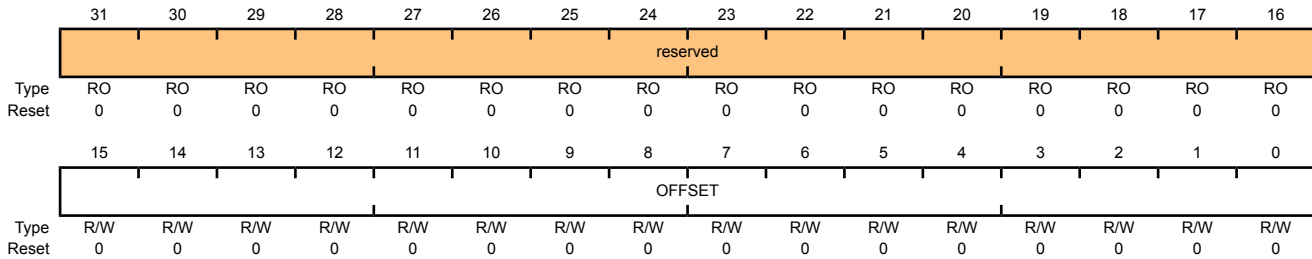 31 30 29 28 27 26 25 24 23 22 21 20 19 18 17 16
reserved
Type RO RO RO RO RO RO RO RO RO RO RO RO RO RO RO RO
Reset 0 0 0 0 0 0 0 0 0 0 0 0 0 0 0 0
15 14 13 12 11 10 9 8 7 6 5 4 3 2 1 0
OFFSET
Type R/W R/W R/W R/W R/W R/W R/W R/W R/W R/W R/W R/W R/W R/W R/W R/W
Reset 0 0 0 0 0 0 0 0 0 0 0 0 0 0 0 0